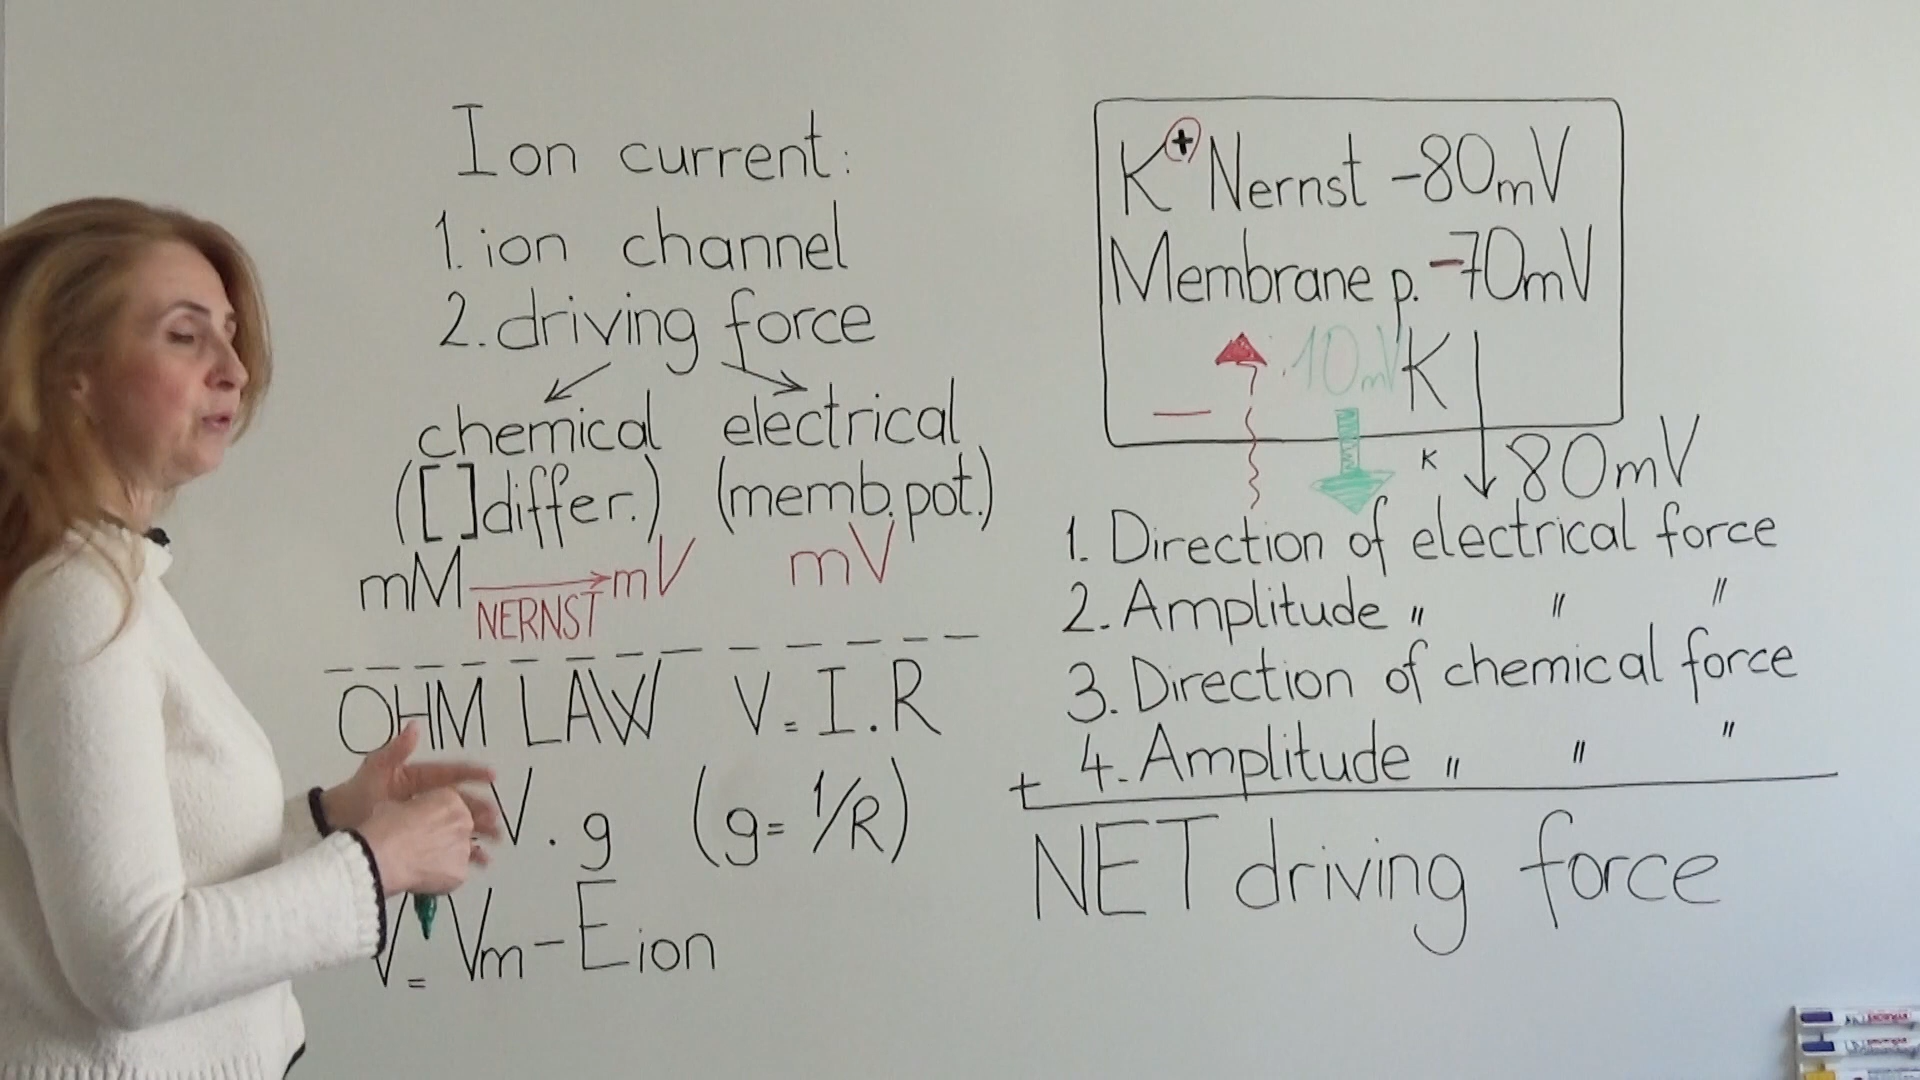 Ion current:
1. ion channel
2. driving force
chemical electrical
([ ]differ.) (memb.pot.)
mM mV mV
NERNST
OHM LAW V=I.R
V.g (g=1/R)
V=Vm-Eion
K+ Nernst -80mV
Membrane p. -70mV
10mV K
K 80mV
1. Direction of electrical force
2. Amplitude " " "
3. Direction of chemical force
+ 4. Amplitude " " "
NET driving force